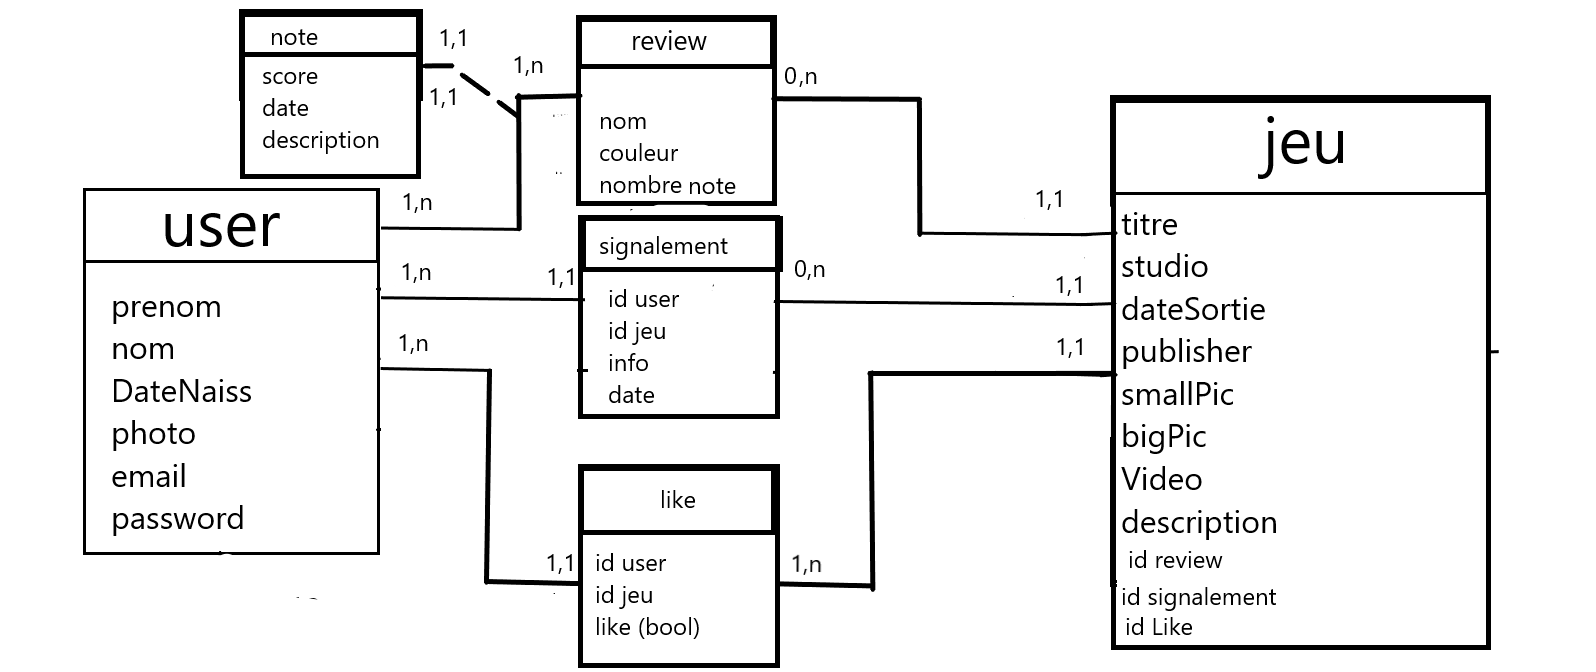 note
score
date
description
1,1
1,1
1,n
review
nom
couleur
nombre note
0,n
jeu
titre
studio
dateSortie
publisher
smallPic
bigPic
Video
description
id review
id signalement
id Like
1,1
1,1
1,1
user
prenom
nom
DateNaiss
photo
email
password
1,n
1,n
1,n
signalement
id user
id jeu
info
date
1,1
0,n
like
id user
id jeu
like (bool)
1,1
1,n